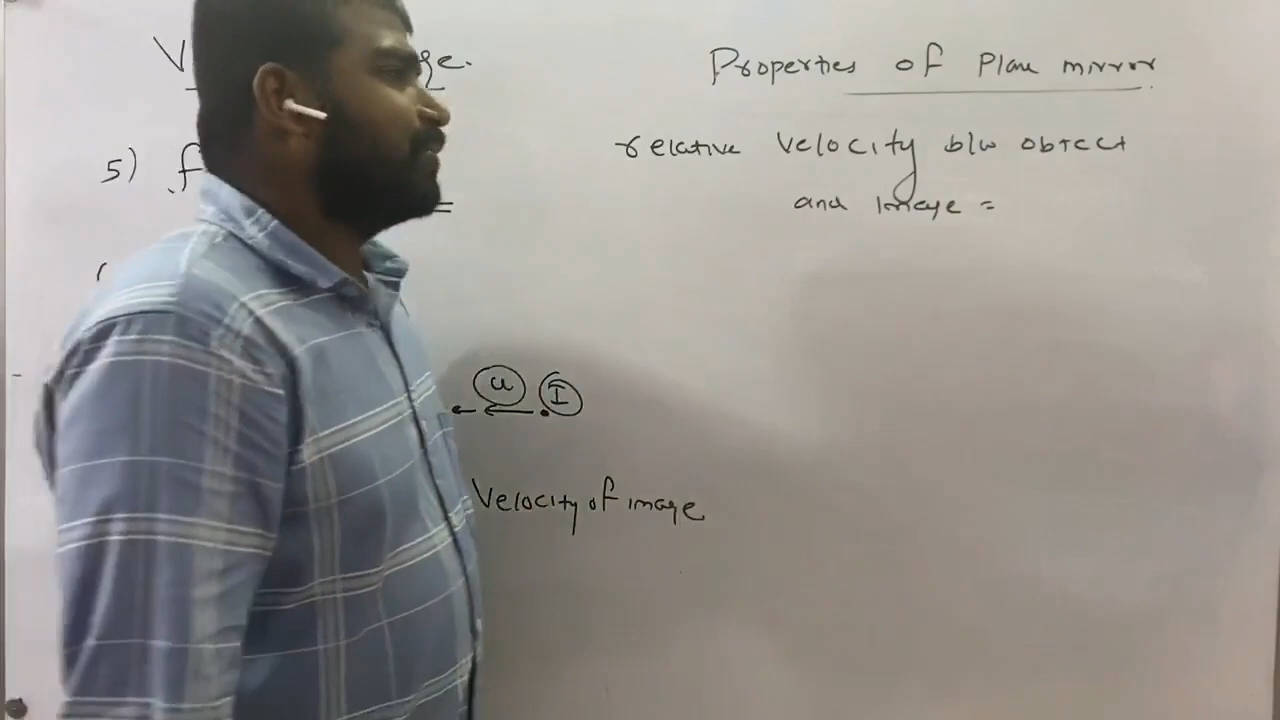 Properties of Plane mirror.
5)
relative velocity b/w object
and Image =
u I
Velocity of image